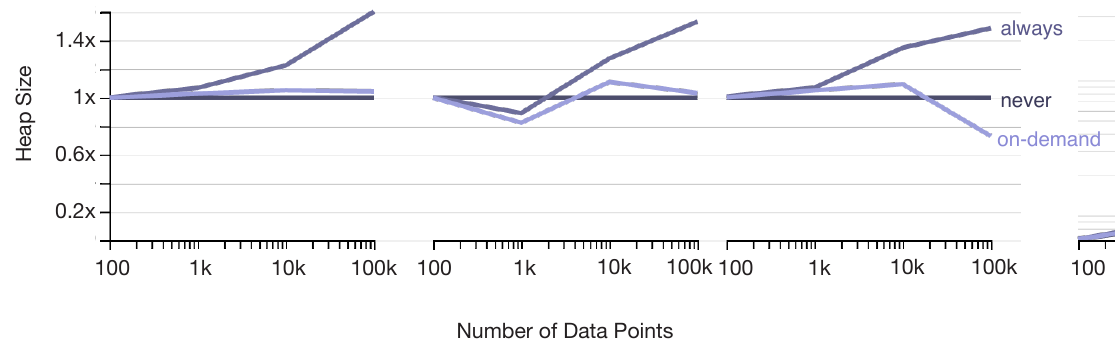 Heap Size
1.4x
1x
0.6x
0.2x
always
never
on-demand
100 1k 10k 100k 100 1k 10k 100k 100 1k 10k 100k 100
Number of Data Points